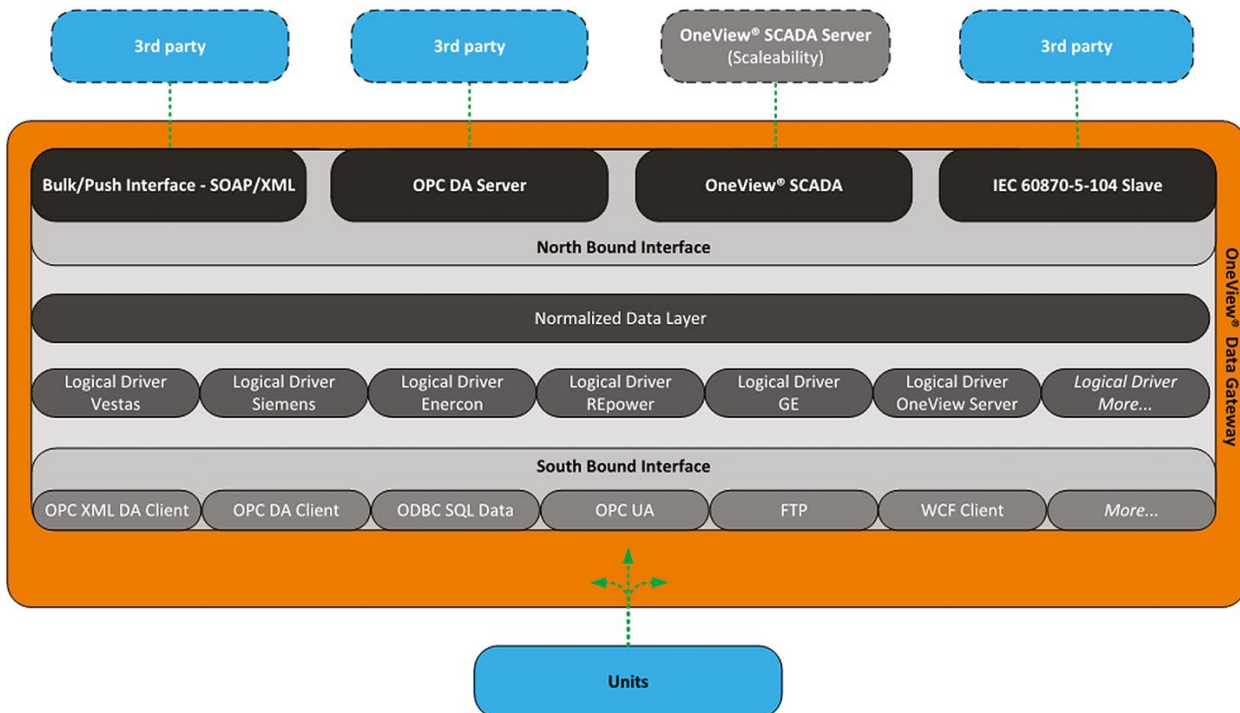 3rd party
3rd party
OneView® SCADA Server
(Scaleability)
3rd party
Bulk/Push Interface - SOAP/XML
OPC DA Server
OneView® SCADA
IEC 60870-5-104 Slave
North Bound Interface
OneView® Data Gateway
Normalized Data Layer
Logical Driver
Vestas
Logical Driver
Siemens
Logical Driver
Enercon
Logical Driver
REpower
Logical Driver
GE
Logical Driver
OneView Server
Logical Driver
More...
South Bound Interface
OPC XML DA Client
OPC DA Client
ODBC SQL Data
OPC UA
FTP
WCF Client
More...
Units